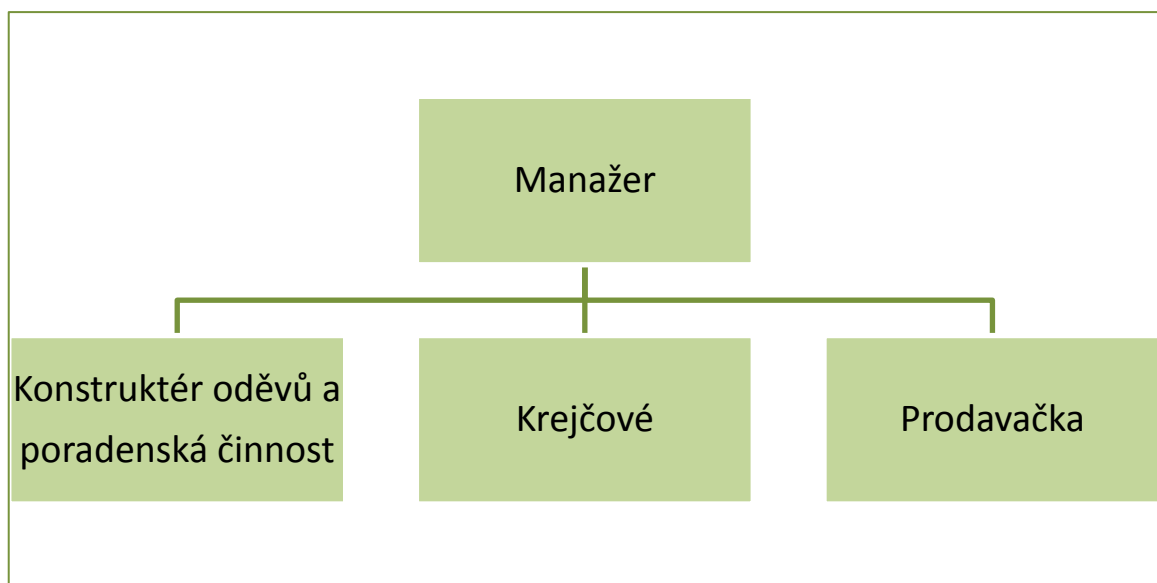 Manažer
Konstruktér oděvů a
poradenská činnost
Krejčové
Prodavačka